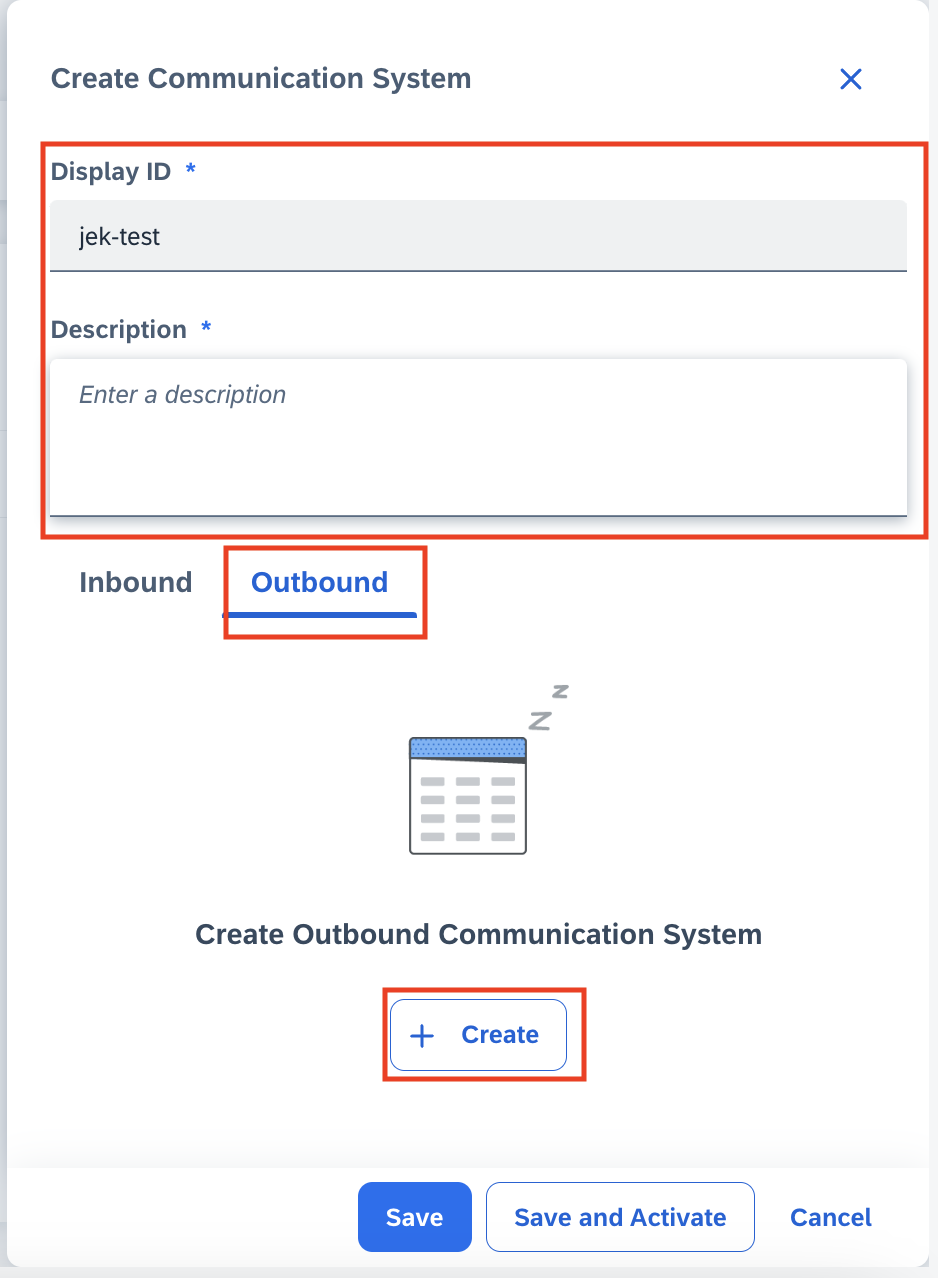 Create Communication System
Display ID *
jek-test
Description *
Enter a description
Inbound Outbound
z
z
Create Outbound Communication System
+ Create
Save Save and Activate Cancel